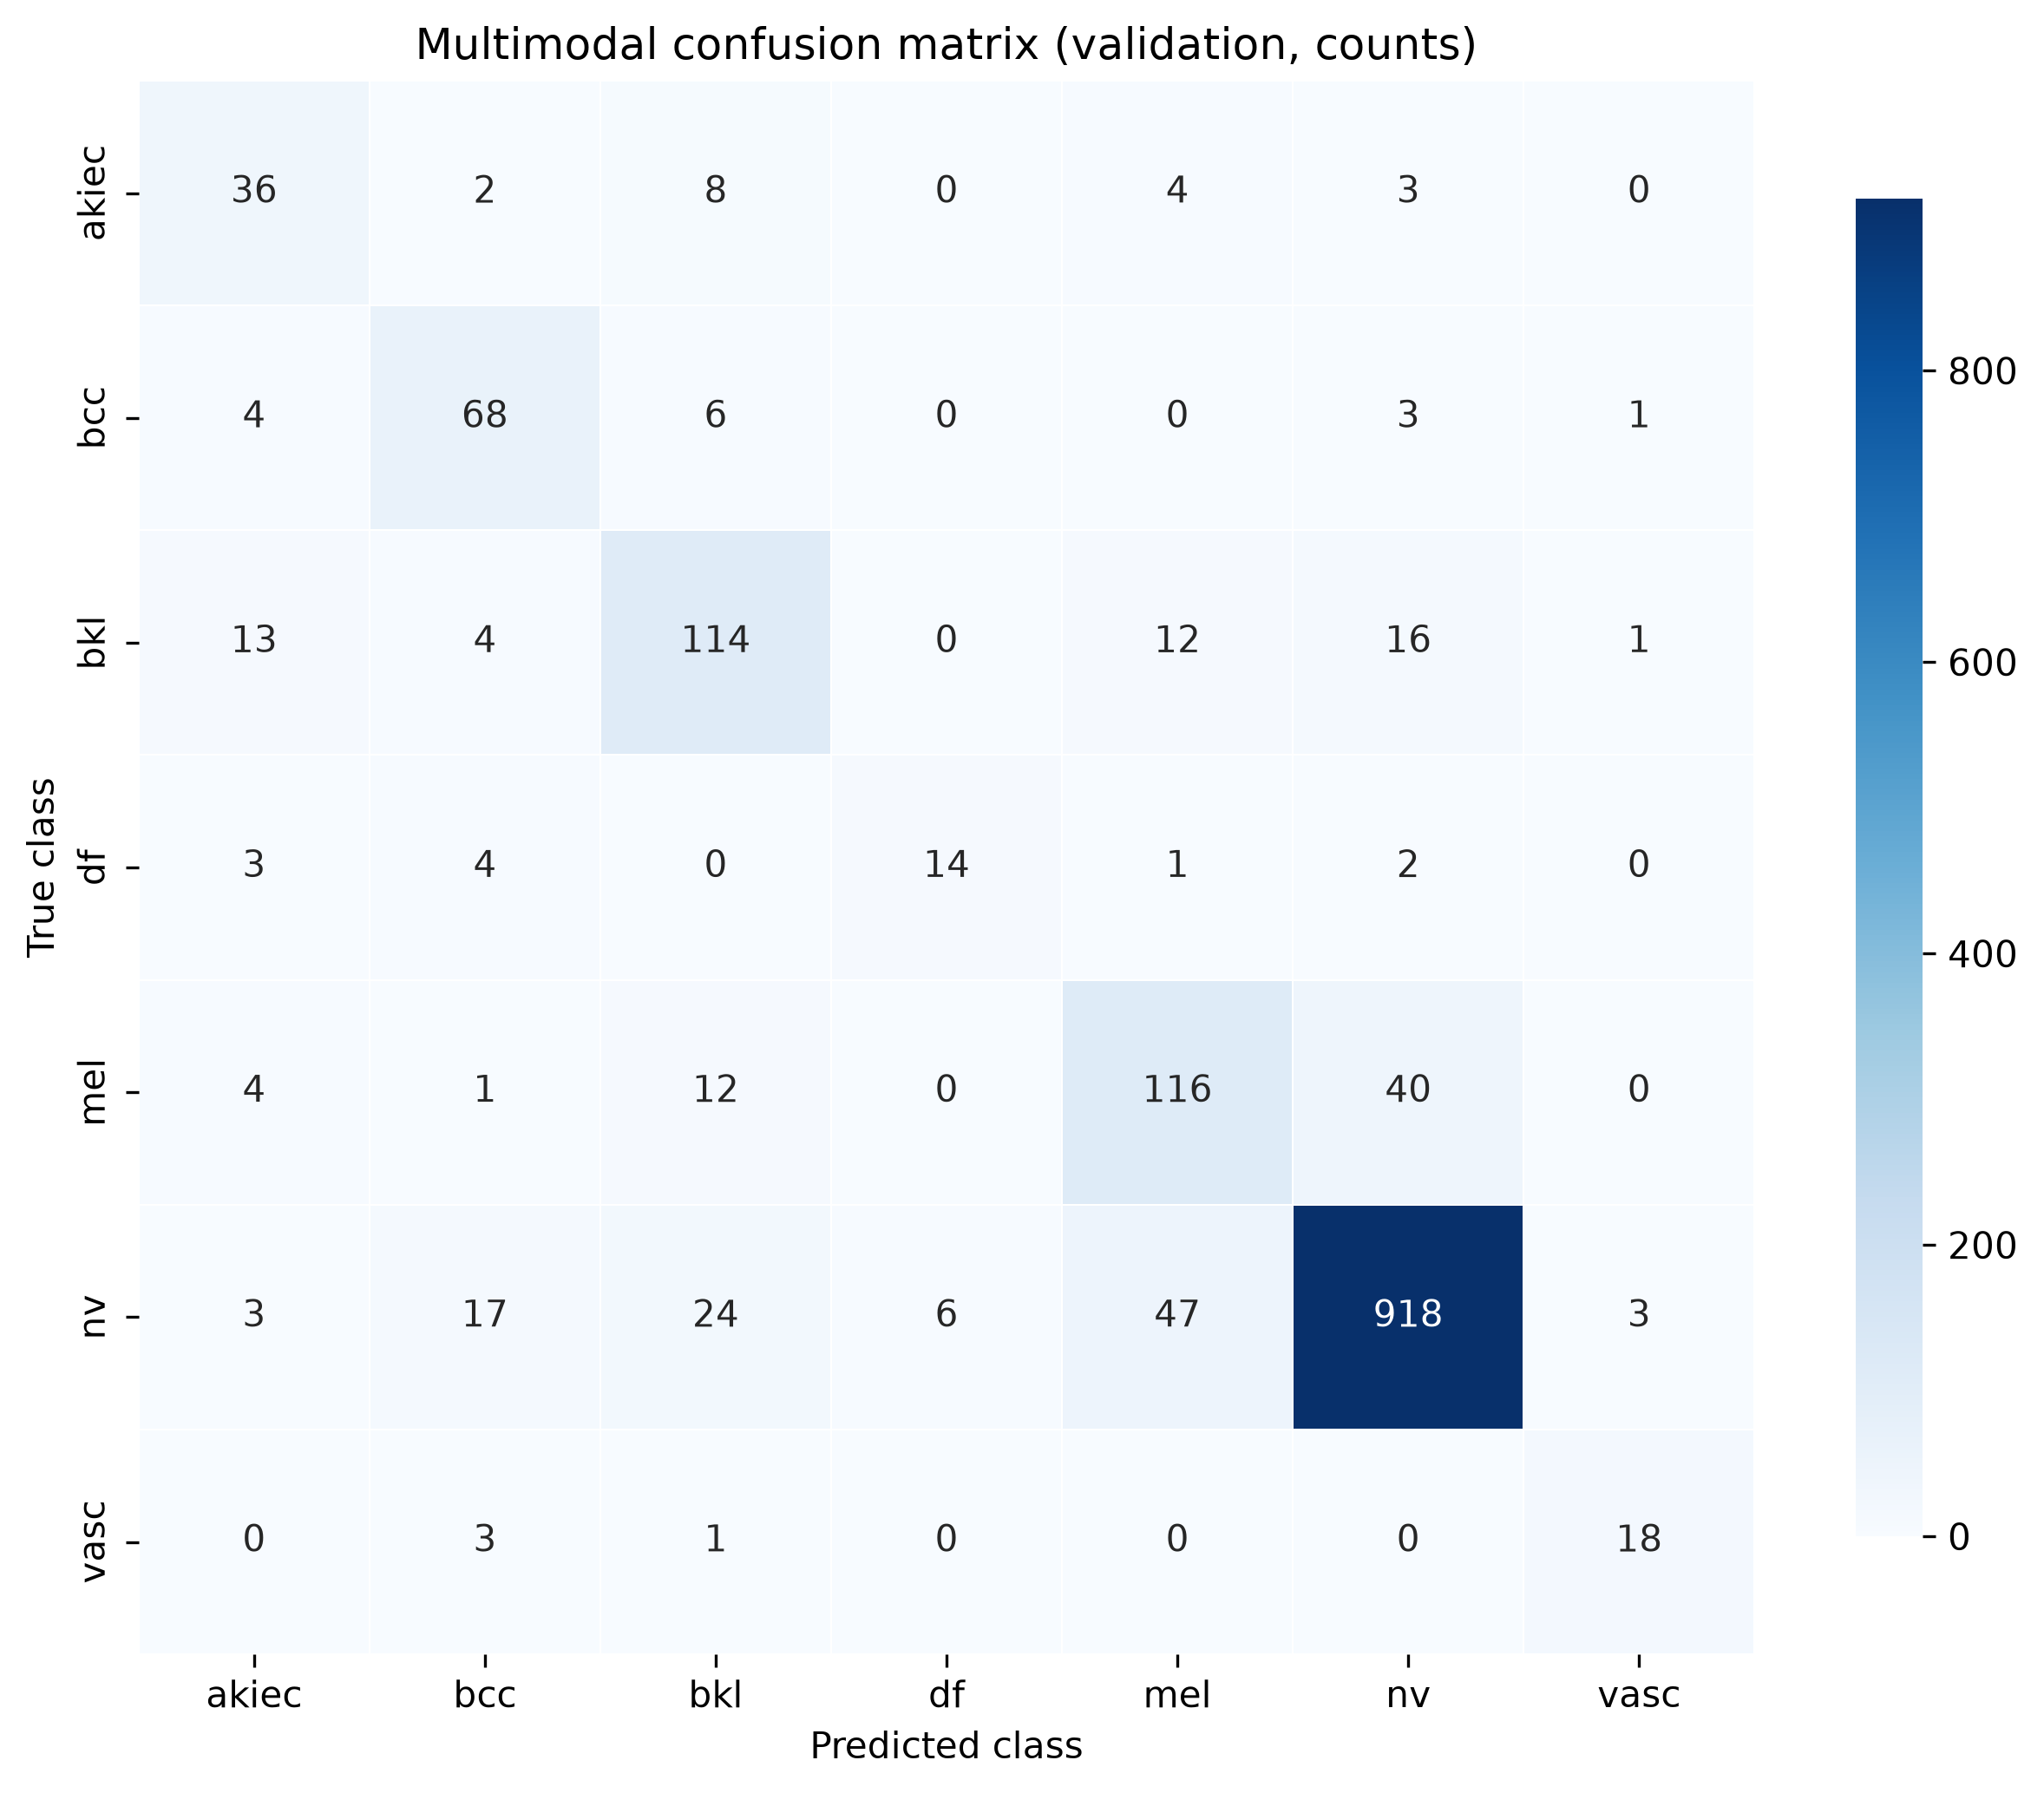 Multimodal confusion matrix (validation, counts)
True class
akiec 36 2 8 0 4 3 0
bcc 4 68 6 0 0 3 1
bkl 13 4 114 0 12 16 1
df 3 4 0 14 1 2 0
mel 4 1 12 0 116 40 0
nv 3 17 24 6 47 918 3
vasc 0 3 1 0 0 0 18
akiec bcc bkl df mel nv vasc
Predicted class
800
600
400
200
0